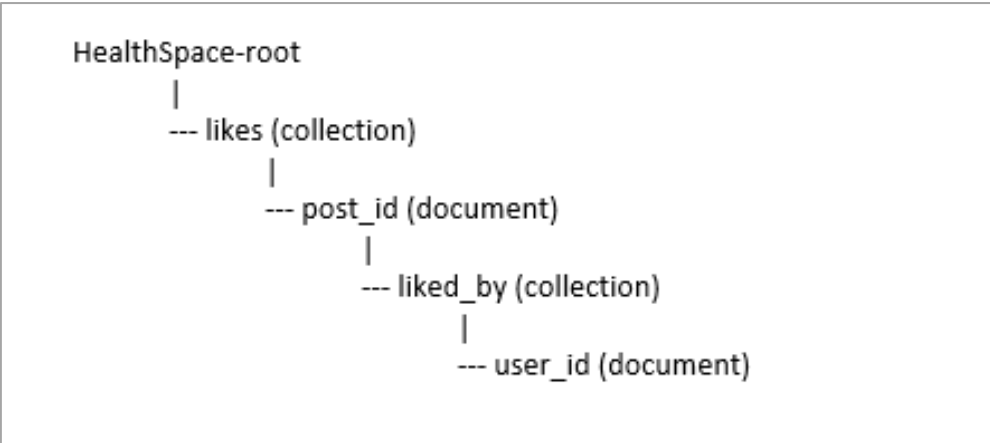 HealthSpace-root
|
--- likes (collection)
|
--- post_id (document)
|
--- liked_by (collection)
|
--- user_id (document)